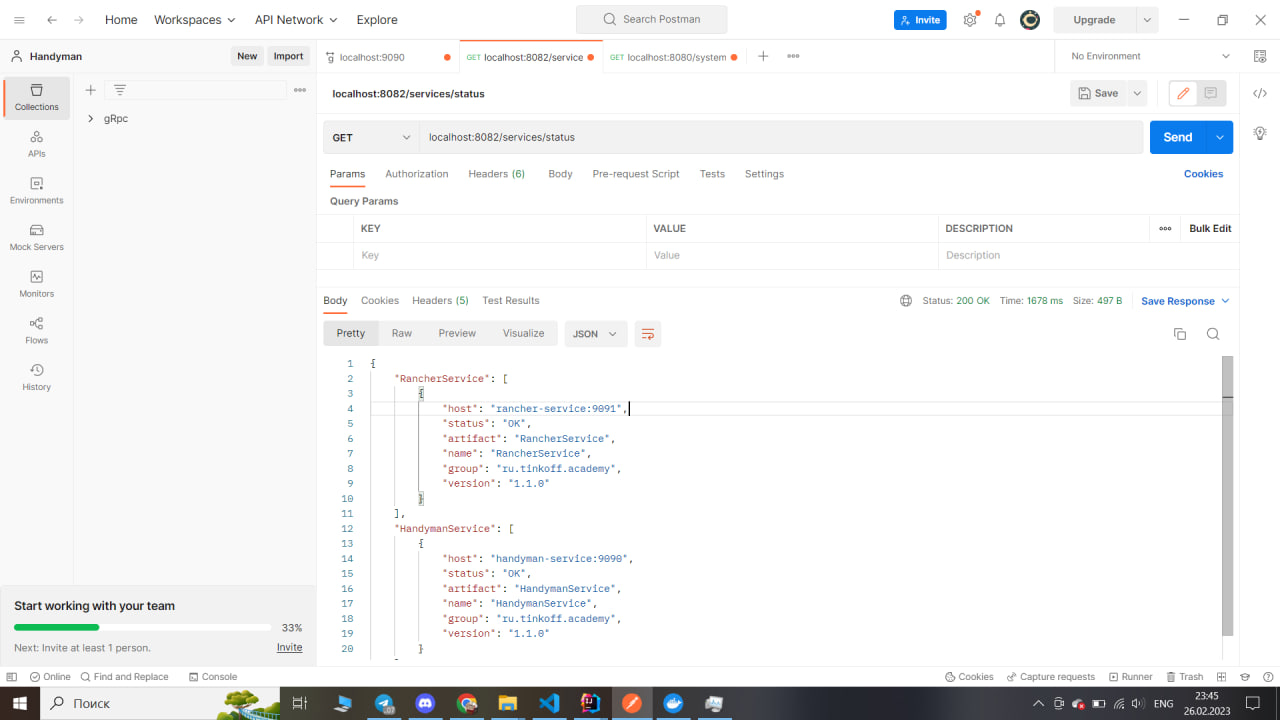 Home Workspaces API Network Explore Search Postman Invite Upgrade
Handyman New Import localhost:9090 GET localhost:8082/service GET localhost:8080/system No Environment
Collections
APIs
Environments
Mock Servers
Monitors
Flows
History
gRpc
localhost:8082/services/status Save
GET localhost:8082/services/status Send
Params Authorization Headers (6) Body Pre-request Script Tests Settings Cookies
Query Params
KEY VALUE DESCRIPTION Bulk Edit
Key Value Description
Body Cookies Headers (5) Test Results Status: 200 OK Time: 1678 ms Size: 497 B Save Response
Pretty Raw Preview Visualize JSON
1 {
2 "RancherService": [
3 {
4 "host": "rancher-service:9091",
5 "status": "OK",
6 "artifact": "RancherService",
7 "name": "RancherService",
8 "group": "ru.tinkoff.academy",
9 "version": "1.1.0"
10 }
11 ],
12 "HandymanService": [
13 {
14 "host": "handyman-service:9090",
15 "status": "OK",
16 "artifact": "HandymanService",
17 "name": "HandymanService",
18 "group": "ru.tinkoff.academy",
19 "version": "1.1.0"
20 }
Start working with your team
33%
Next: Invite at least 1 person. Invite
Online Find and Replace Console Cookies Capture requests Runner Trash
Поиск ENG 23:45
26.02.2023